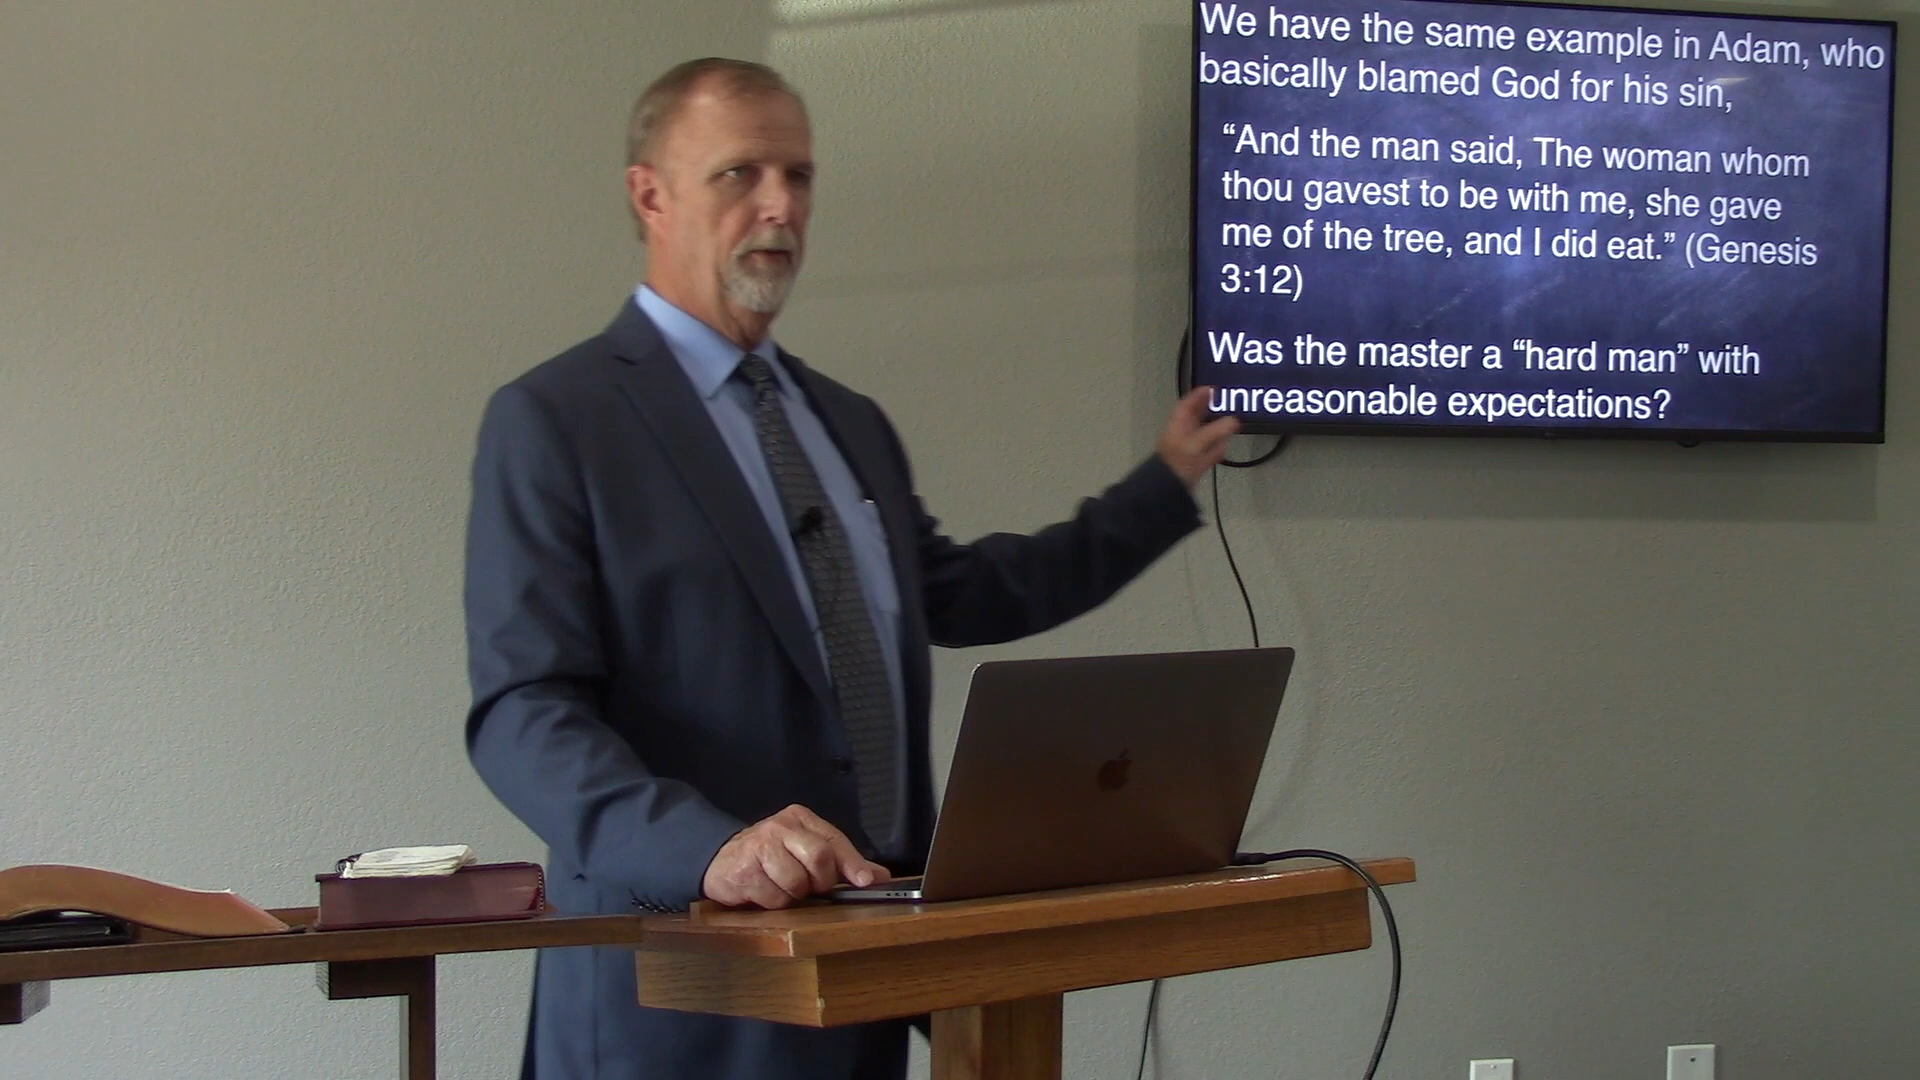 We have the same example in Adam, who
basically blamed God for his sin,
“And the man said, The woman whom
thou gavest to be with me, she gave
me of the tree, and I did eat.” (Genesis
3:12)
Was the master a “hard man” with
unreasonable expectations?